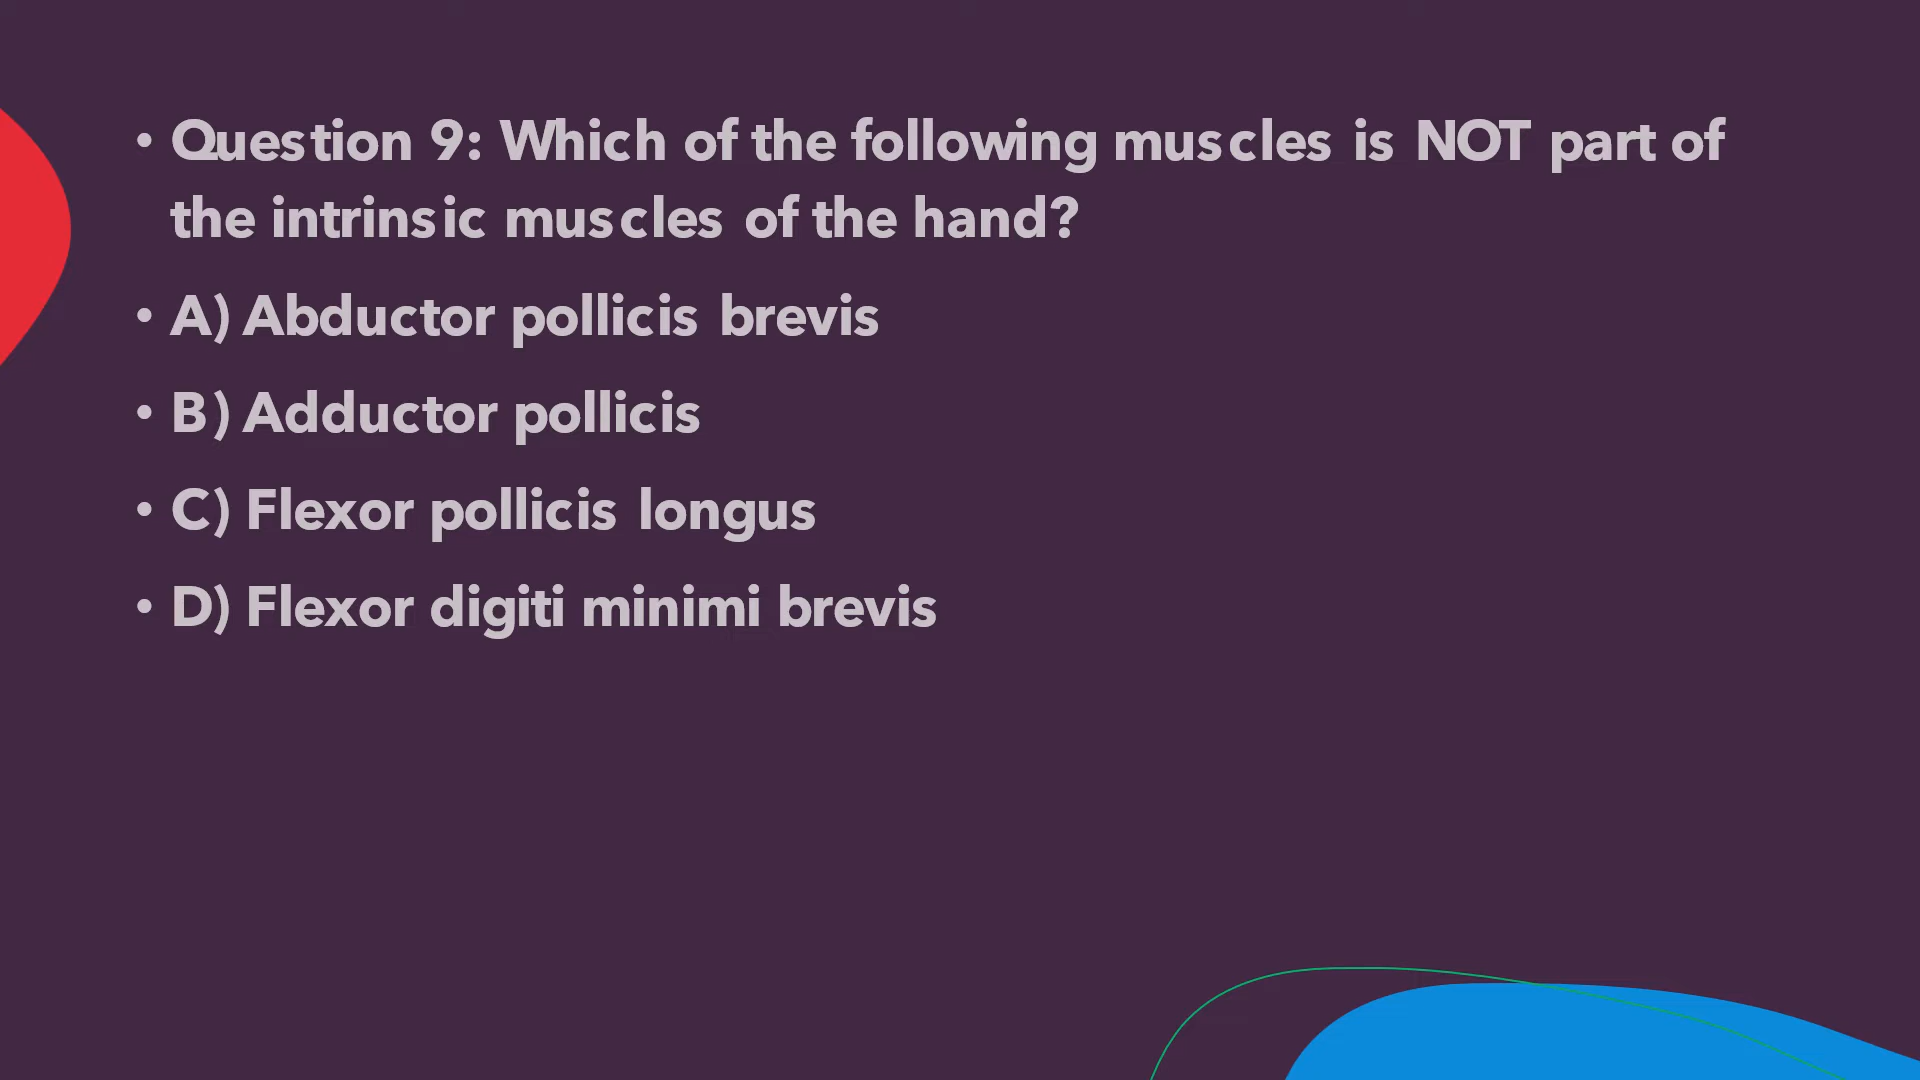 • Question 9: Which of the following muscles is NOT part of
the intrinsic muscles of the hand?
• A) Abductor pollicis brevis
• B) Adductor pollicis
• C) Flexor pollicis longus
• D) Flexor digiti minimi brevis